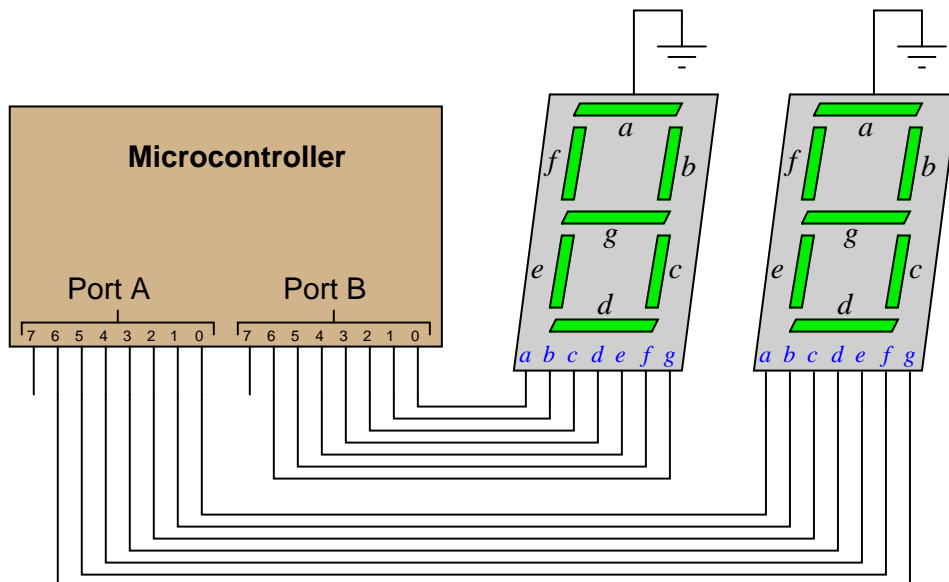 Microcontroller
Port A Port B
7 6 5 4 3 2 1 0 7 6 5 4 3 2 1 0
a
f b
g
e c
d
a b c d e f g
a
f b
g
e c
d
a b c d e f g